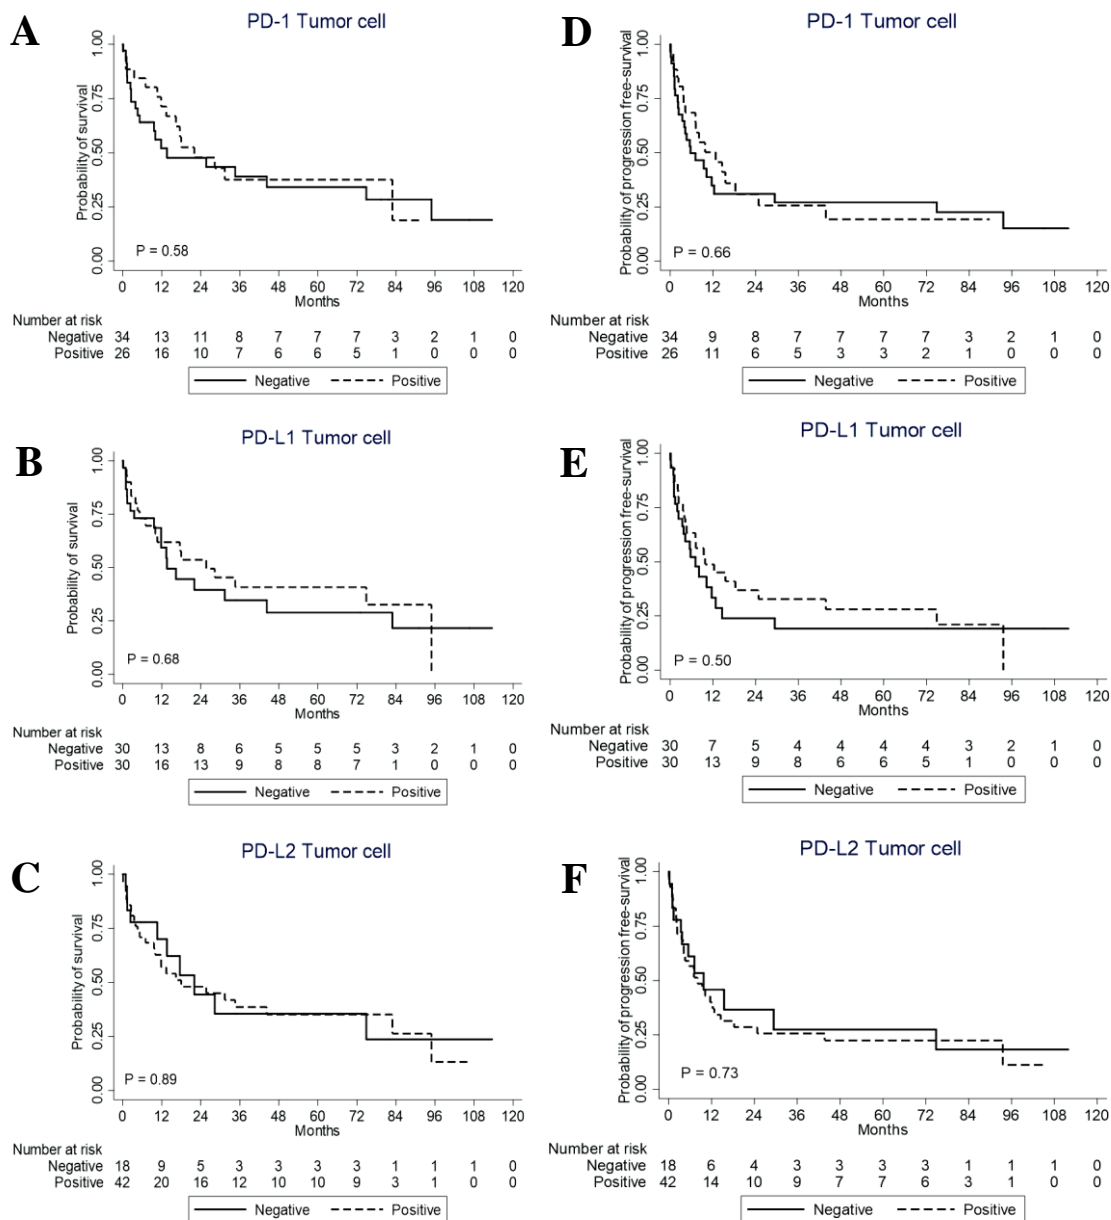 A
PD-1 Tumor cell
Probability of survival
1.00
0.75
0.50
0.25
0.00
P = 0.58
0 12 24 36 48 60 72 84 96 108 120
Months
Number at risk
Negative 34 13 11 8 7 7 7 3 2 1 0
Positive 26 16 10 7 6 6 5 1 0 0 0
Negative Positive
D
PD-1 Tumor cell
Probability of progression free-survival
1.00
0.75
0.50
0.25
0.00
P = 0.66
0 12 24 36 48 60 72 84 96 108 120
Months
Number at risk
Negative 34 9 8 7 7 7 7 3 2 1 0
Positive 26 11 6 5 3 3 2 1 0 0 0
Negative Positive
B
PD-L1 Tumor cell
Probability of survival
1.00
0.75
0.50
0.25
0.00
P = 0.68
0 12 24 36 48 60 72 84 96 108 120
Months
Number at risk
Negative 30 13 8 6 5 5 5 3 2 1 0
Positive 30 16 13 9 8 8 7 1 0 0 0
Negative Positive
E
PD-L1 Tumor cell
Probability of progression free-survival
1.00
0.75
0.50
0.25
0.00
P = 0.50
0 12 24 36 48 60 72 84 96 108 120
Months
Number at risk
Negative 30 7 5 4 4 4 4 3 2 1 0
Positive 30 13 9 8 6 6 5 1 0 0 0
Negative Positive
C
PD-L2 Tumor cell
Probability of survival
1.00
0.75
0.50
0.25
0.00
P = 0.89
0 12 24 36 48 60 72 84 96 108 120
Months
Number at risk
Negative 18 9 5 3 3 3 3 1 1 1 0
Positive 42 20 16 12 10 10 9 3 1 0 0
Negative Positive
F
PD-L2 Tumor cell
Probability of progression free-survival
1.00
0.75
0.50
0.25
0.00
P = 0.73
0 12 24 36 48 60 72 84 96 108 120
Months
Number at risk
Negative 18 6 4 3 3 3 3 1 1 1 0
Positive 42 14 10 9 7 7 6 3 1 0 0
Negative Positive